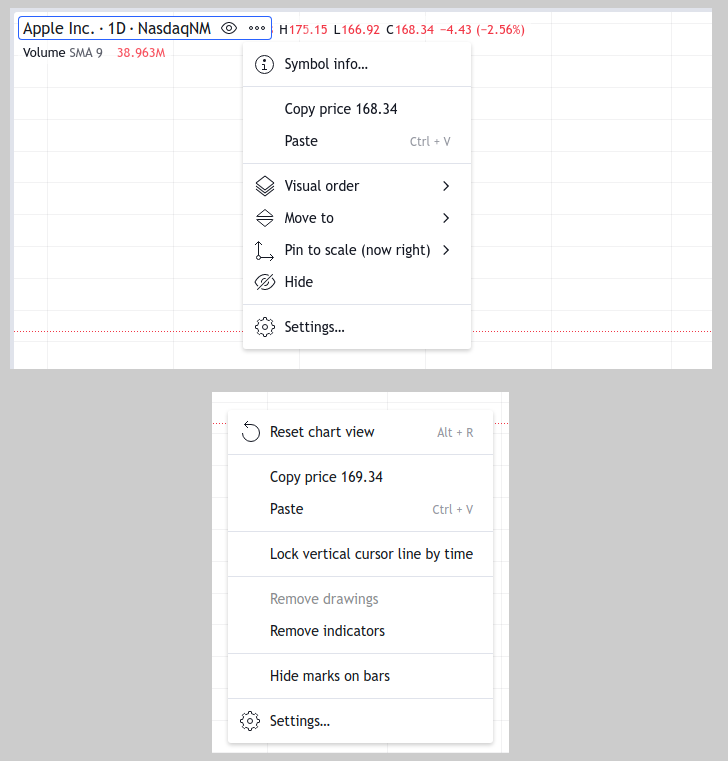 Apple Inc. · 1D · NasdaqNM H175.15 L166.92 C168.34 −4.43 (−2.56%)
Volume SMA 9 38.963M
Symbol info…
Copy price 168.34
Paste Ctrl + V
Visual order
Move to
Pin to scale (now right)
Hide
Settings…
Reset chart view Alt + R
Copy price 169.34
Paste Ctrl + V
Lock vertical cursor line by time
Remove drawings
Remove indicators
Hide marks on bars
Settings…